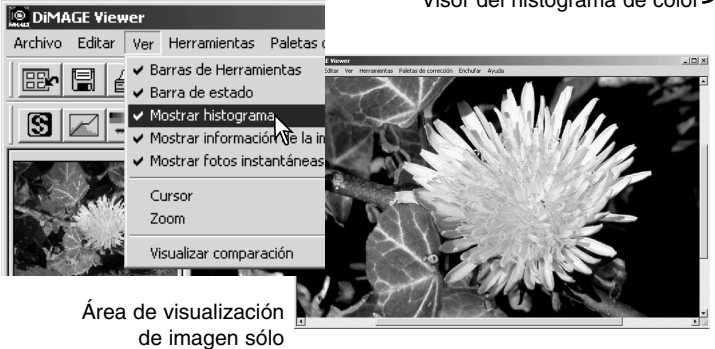 Visor del histograma de color
DiMAGE Viewer
Archivo Editar Ver Herramientas Paletas
Barras de Herramientas
Barra de estado
Mostrar histograma
Mostrar información de la
Mostrar fotos instantáneas
Cursor
Zoom
Visualizar comparación
Viewer
Editar Ver Herramientas Paletas de corrección Enchufar Ayuda
Área de visualización
de imagen sólo